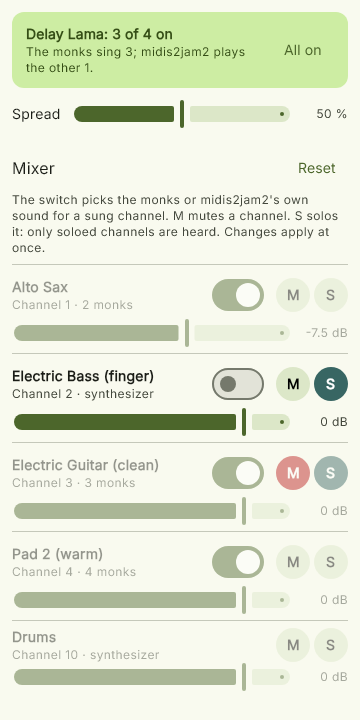 Delay Lama: 3 of 4 on
The monks sing 3; midis2jam2 plays
the other 1.
All on
Spread
50 %
Mixer
Reset
The switch picks the monks or midis2jam2's own
sound for a sung channel. M mutes a channel. S solos
it: only soloed channels are heard. Changes apply at
once.
Alto Sax
Channel 1 · 2 monks
M S
-7.5 dB
Electric Bass (finger)
Channel 2 · synthesizer
M S
0 dB
Electric Guitar (clean)
Channel 3 · 3 monks
M S
0 dB
Pad 2 (warm)
Channel 4 · 4 monks
M S
0 dB
Drums
Channel 10 · synthesizer
M S
0 dB